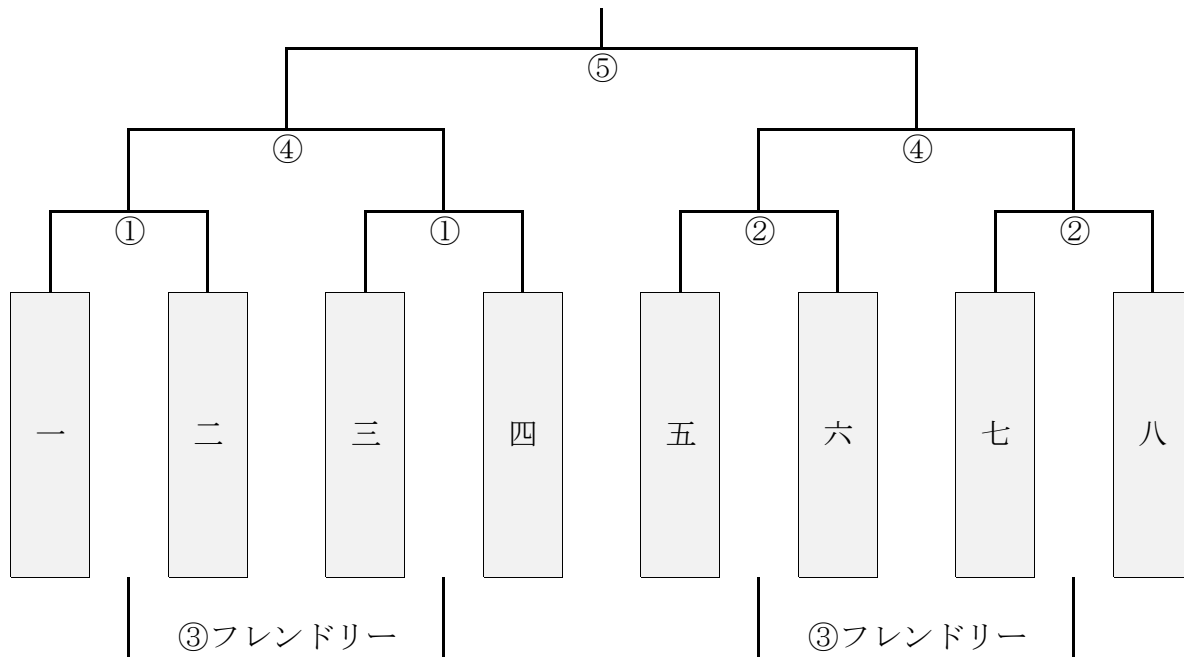 ⑤
④ ④
① ① ② ②
一 二 三 四 五 六 七 八
③フレンドリー ③フレンドリー